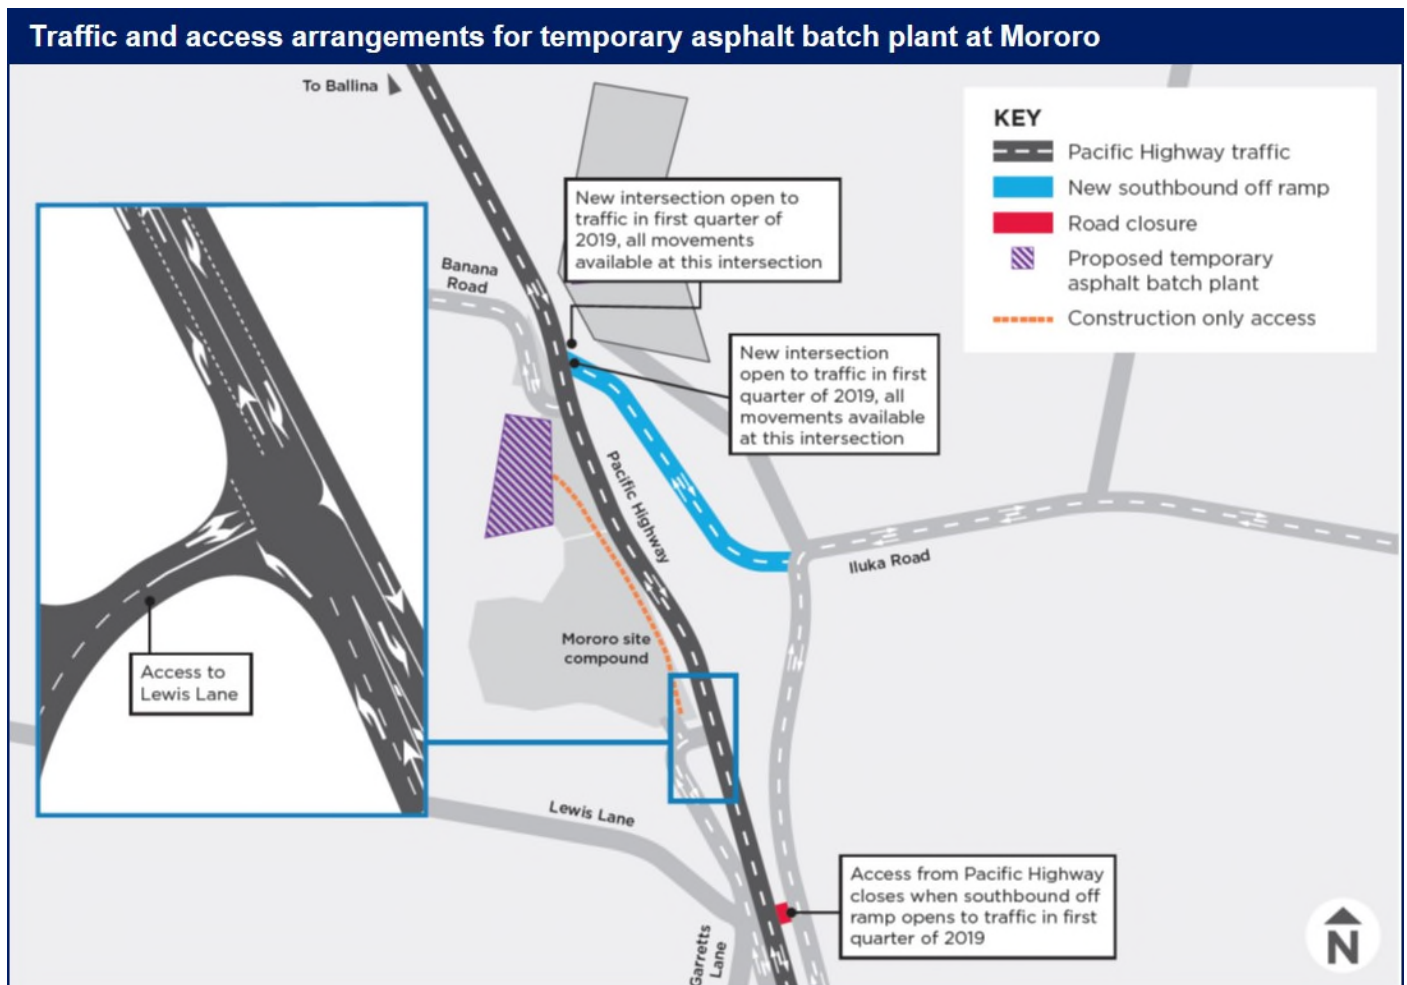 Traffic and access arrangements for temporary asphalt batch plant at Mororo
To Ballina
KEY
Pacific Highway traffic
New southbound off ramp
Road closure
Proposed temporary
asphalt batch plant
Construction only access
New intersection open to
traffic in first quarter of
2019, all movements
available at this intersection
Banana
Road
New intersection
open to traffic in first
quarter of 2019, all
movements available
at this intersection
Pacific Highway
Iluka Road
Mororo site
compound
Access to
Lewis Lane
Lewis Lane
Access from Pacific Highway
closes when southbound off
ramp opens to traffic in first
quarter of 2019
Garretts
Lane
N